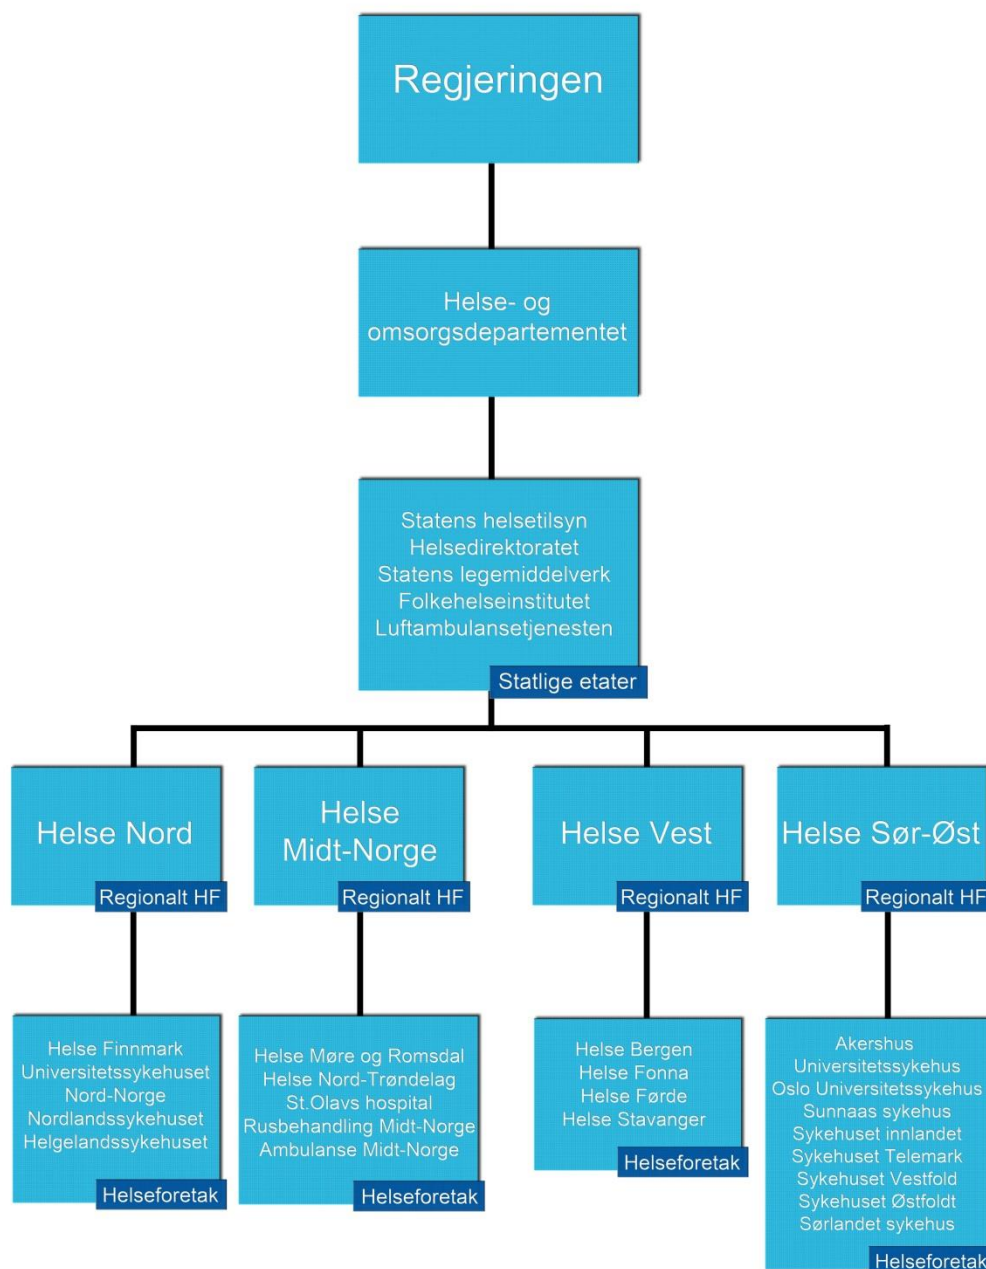 Regjeringen
Helse- og
omsorgsdepartementet
Statens helsetilsyn
Helsedirektoratet
Statens legemiddelverk
Folkehelseinstitutet
Luftambulansetjenesten
Statlige etater
Helse Nord
Regionalt HF
Helse
Midt-Norge
Regionalt HF
Helse Vest
Regionalt HF
Helse Sør-Øst
Regionalt HF
Helse Finnmark
Universitetssykehuset
Nord-Norge
Nordlandssykehuset
Helgelandssykehuset
Helseforetak
Helse Møre og Romsdal
Helse Nord-Trøndelag
St.Olavs hospital
Rusbehandling Midt-Norge
Ambulanse Midt-Norge
Helseforetak
Helse Bergen
Helse Fonna
Helse Førde
Helse Stavanger
Helseforetak
Akershus
Universitetsykehus
Oslo Universitetssykehus
Sunnaas sykehus
Sykehuset innlandet
Sykehuset Telemark
Sykehuset Vestfold
Sykehuset Østfoldt
Sørlandet sykehus
Helseforetak